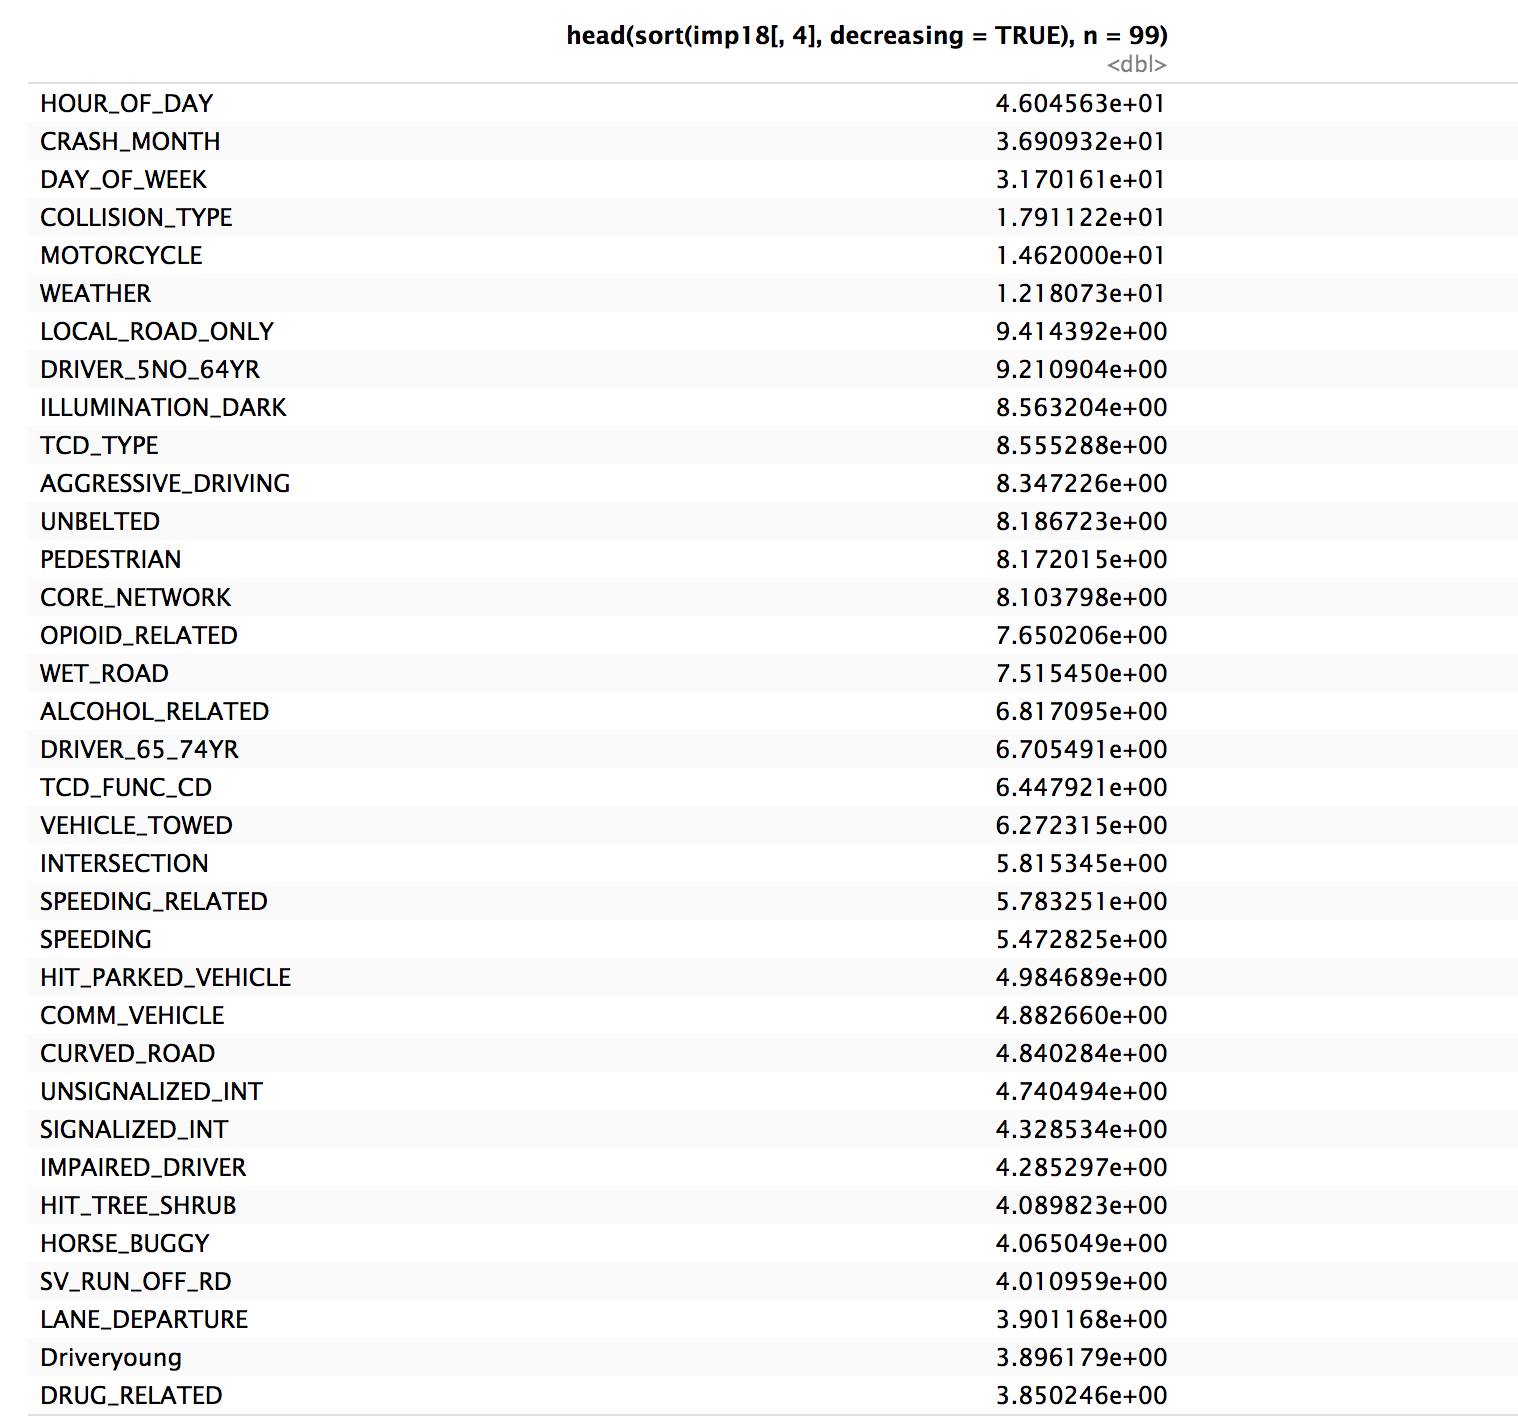 head(sort(imp18[, 4], decreasing = TRUE), n = 99)
<dbl>
HOUR_OF_DAY 4.604563e+01
CRASH_MONTH 3.690932e+01
DAY_OF_WEEK 3.170161e+01
COLLISION_TYPE 1.791122e+01
MOTORCYCLE 1.462000e+01
WEATHER 1.218073e+01
LOCAL_ROAD_ONLY 9.414392e+00
DRIVER_5NO_64YR 9.210904e+00
ILLUMINATION_DARK 8.563204e+00
TCD_TYPE 8.555288e+00
AGGRESSIVE_DRIVING 8.347226e+00
UNBELTED 8.186723e+00
PEDESTRIAN 8.172015e+00
CORE_NETWORK 8.103798e+00
OPIOID_RELATED 7.650206e+00
WET_ROAD 7.515450e+00
ALCOHOL_RELATED 6.817095e+00
DRIVER_65_74YR 6.705491e+00
TCD_FUNC_CD 6.447921e+00
VEHICLE_TOWED 6.272315e+00
INTERSECTION 5.815345e+00
SPEEDING_RELATED 5.783251e+00
SPEEDING 5.472825e+00
HIT_PARKED_VEHICLE 4.984689e+00
COMM_VEHICLE 4.882660e+00
CURVED_ROAD 4.840284e+00
UNSIGNALIZED_INT 4.740494e+00
SIGNALIZED_INT 4.328534e+00
IMPAIRED_DRIVER 4.285297e+00
HIT_TREE_SHRUB 4.089823e+00
HORSE_BUGGY 4.065049e+00
SV_RUN_OFF_RD 4.010959e+00
LANE_DEPARTURE 3.901168e+00
Driveryoung 3.896179e+00
DRUG_RELATED 3.850246e+00